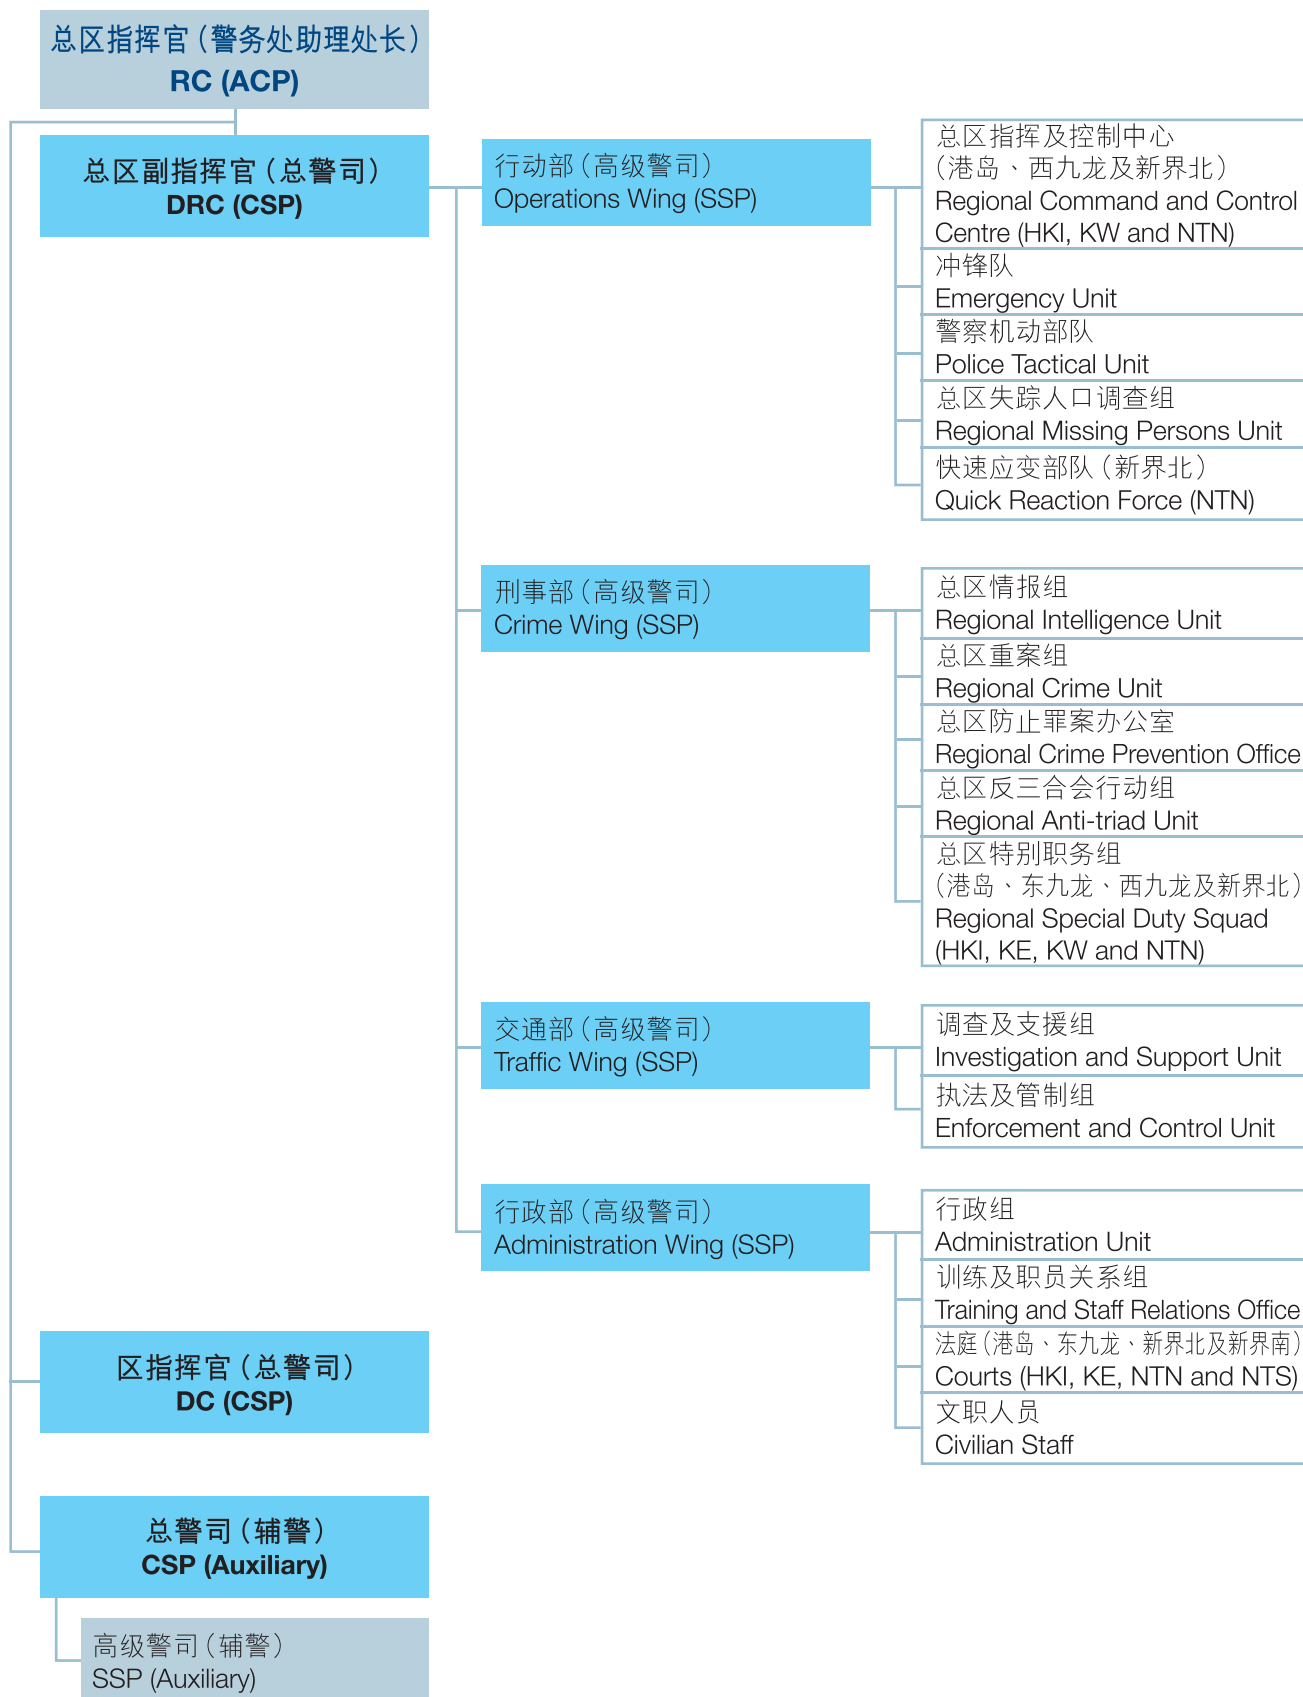 总区指挥官（警务处助理处长）
RC (ACP)
总区副指挥官（总警司）
DRC (CSP)
行动部（高级警司）
Operations Wing (SSP)
总区指挥及控制中心
（港岛、西九龙及新界北）
Regional Command and Control
Centre (HKI, KW and NTN)
冲锋队
Emergency Unit
警察机动部队
Police Tactical Unit
总区失踪人口调查组
Regional Missing Persons Unit
快速应变部队（新界北）
Quick Reaction Force (NTN)
刑事部（高级警司）
Crime Wing (SSP)
总区情报组
Regional Intelligence Unit
总区重案组
Regional Crime Unit
总区防止罪案办公室
Regional Crime Prevention Office
总区反三合会行动组
Regional Anti-triad Unit
总区特别职务组
（港岛、东九龙、西九龙及新界北）
Regional Special Duty Squad
(HKI, KE, KW and NTN)
交通部（高级警司）
Traffic Wing (SSP)
调查及支援组
Investigation and Support Unit
执法及管制组
Enforcement and Control Unit
行政部（高级警司）
Administration Wing (SSP)
行政组
Administration Unit
训练及职员关系组
Training and Staff Relations Office
法庭（港岛、东九龙、新界北及新界南）
Courts (HKI, KE, NTN and NTS)
文职人员
Civilian Staff
区指挥官（总警司）
DC (CSP)
总警司（辅警）
CSP (Auxiliary)
高级警司（辅警）
SSP (Auxiliary)